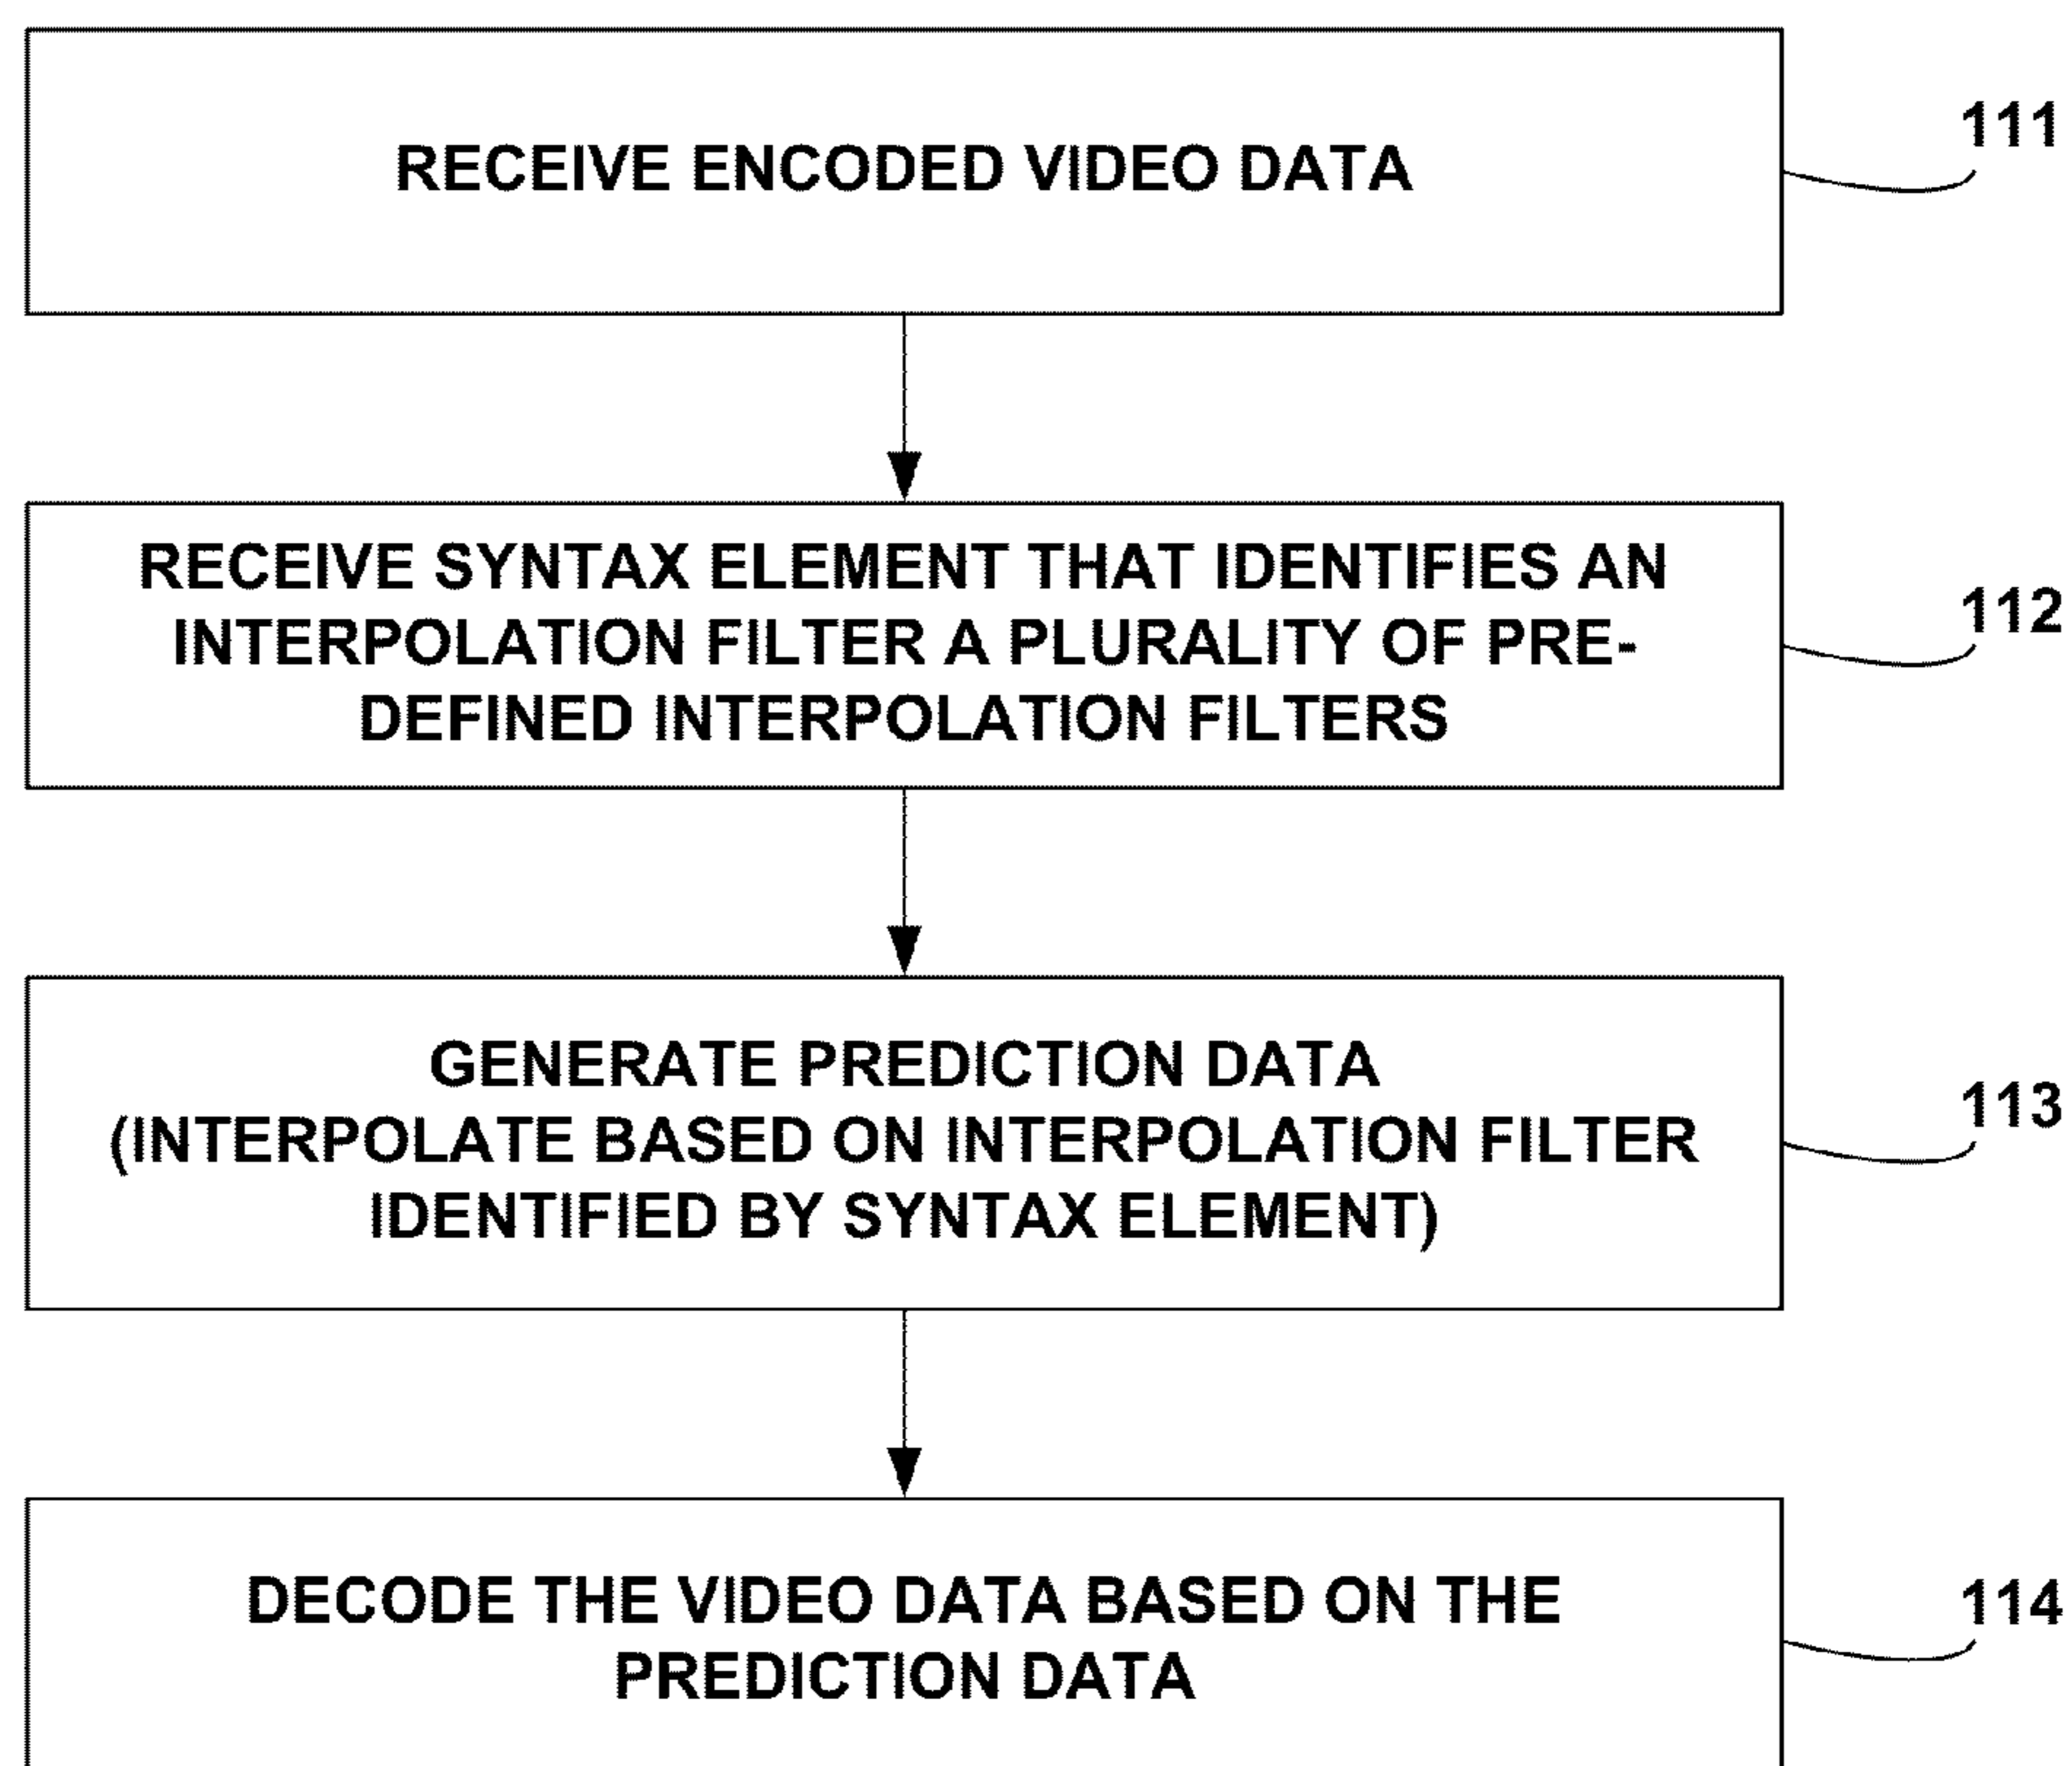 RECEIVE ENCODED VIDEO DATA
111
RECEIVE SYNTAX ELEMENT THAT IDENTIFIES AN
INTERPOLATION FILTER A PLURALITY OF PRE-
DEFINED INTERPOLATION FILTERS
112
GENERATE PREDICTION DATA
(INTERPOLATE BASED ON INTERPOLATION FILTER
IDENTIFIED BY SYNTAX ELEMENT)
113
DECODE THE VIDEO DATA BASED ON THE
PREDICTION DATA
114